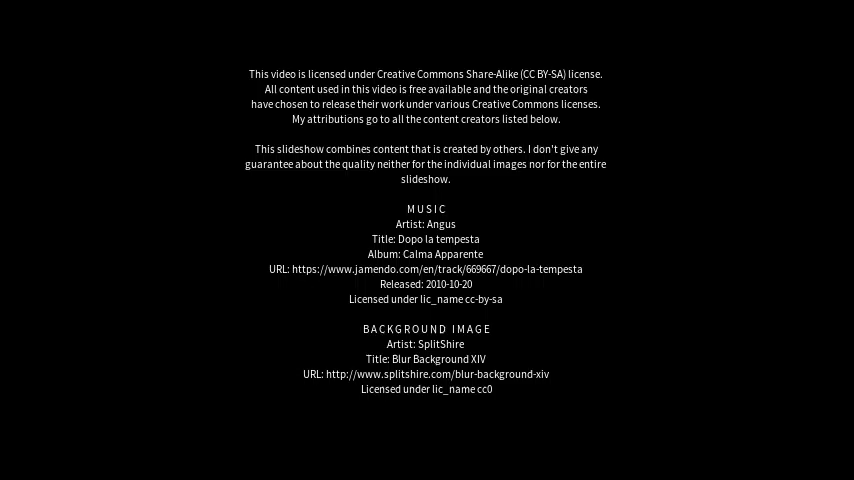 This video is licensed under Creative Commons Share-Alike (CC BY-SA) license.
All content used in this video is free available and the original creators
have chosen to release their work under various Creative Commons licenses.
My attributions go to all the content creators listed below.
This slideshow combines content that is created by others. I don't give any
guarantee about the quality neither for the individual images nor for the entire
slideshow.
MUSIC
Artist: Angus
Title: Dopo la tempesta
Album: Calma Apparente
URL: https://www.jamendo.com/en/track/669667/dopo-la-tempesta
Released: 2010-10-20
Licensed under lic_name cc-by-sa
BACKGROUND IMAGE
Artist: SplitShire
Title: Blur Background XIV
URL: http://www.splitshire.com/blur-background-xiv
Licensed under lic_name cc0